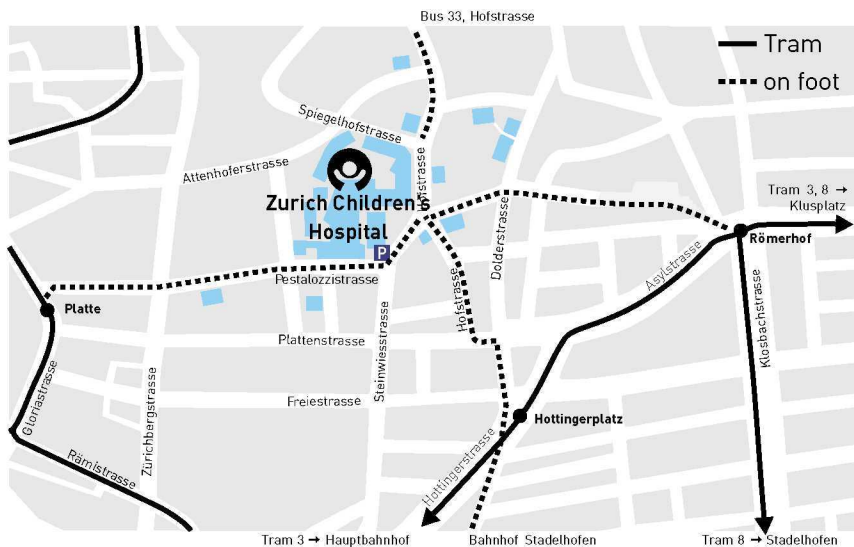 Bus 33, Hofstrasse
Tram
on foot
Spiegelhofstrasse
Attenhoferstrasse
Zurich Children's
Hospital
P
Pestalozzistrasse
Dolderstrasse
Tram 3, 8 →
Klusplatz
Römerhof
Asylstrasse
Klosbachstrasse
Platte
Hofstrasse
Plattenstrasse
Steinwiesstrasse
Freiestrasse
Hottingerplatz
Gloriastrasse
Zürichbergstrasse
Rämistrasse
Hottingerstrasse
Tram 3 → Hauptbahnhof
Bahnhof Stadelhofen
Tram 8 → Stadelhofen